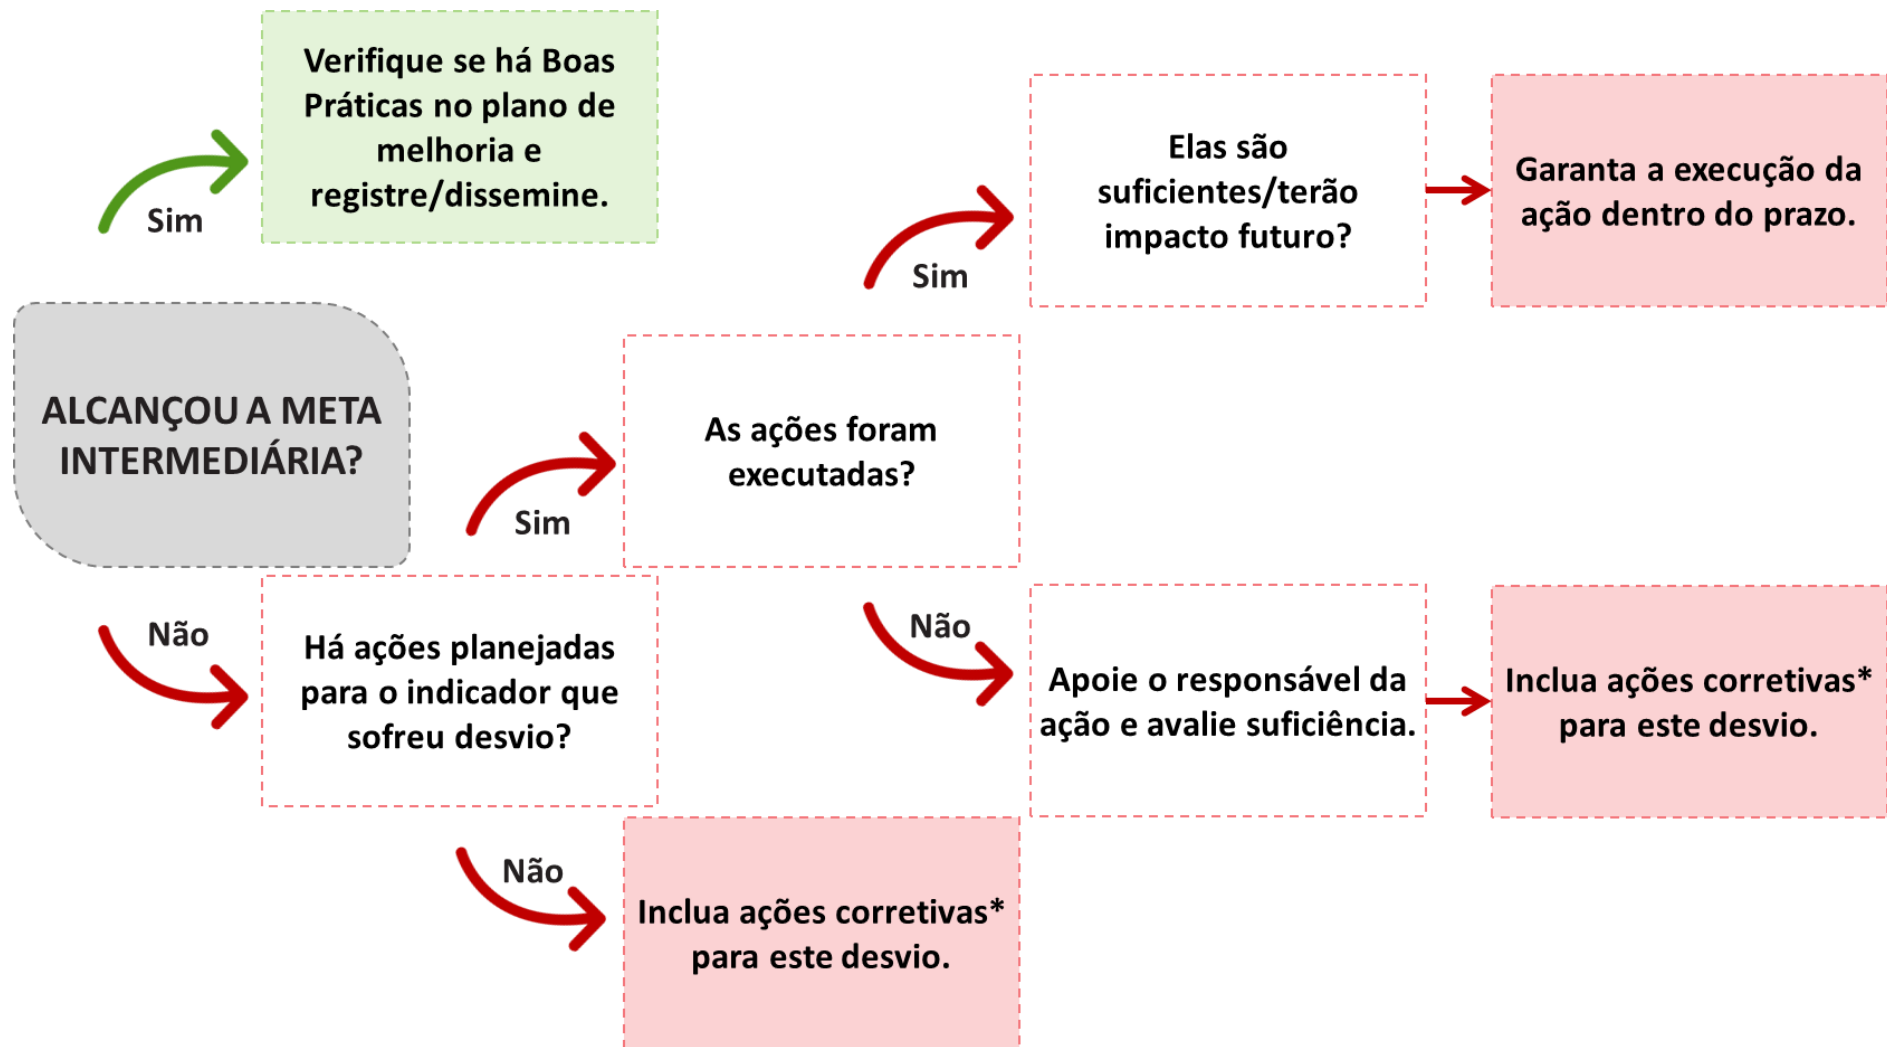 Verifique se há Boas
Práticas no plano de
melhoria e
registre/dissemine.
Sim
ALCANÇOU A META
INTERMEDIÁRIA?
Não
Há ações planejadas
para o indicador que
sofreu desvio?
Sim
As ações foram
executadas?
Não
Inclua ações corretivas*
para este desvio.
Sim
Elas são
suficientes/terão
impacto futuro?
Garanta a execução da
ação dentro do prazo.
Não
Apoie o responsável da
ação e avalie suficiência.
Inclua ações corretivas*
para este desvio.